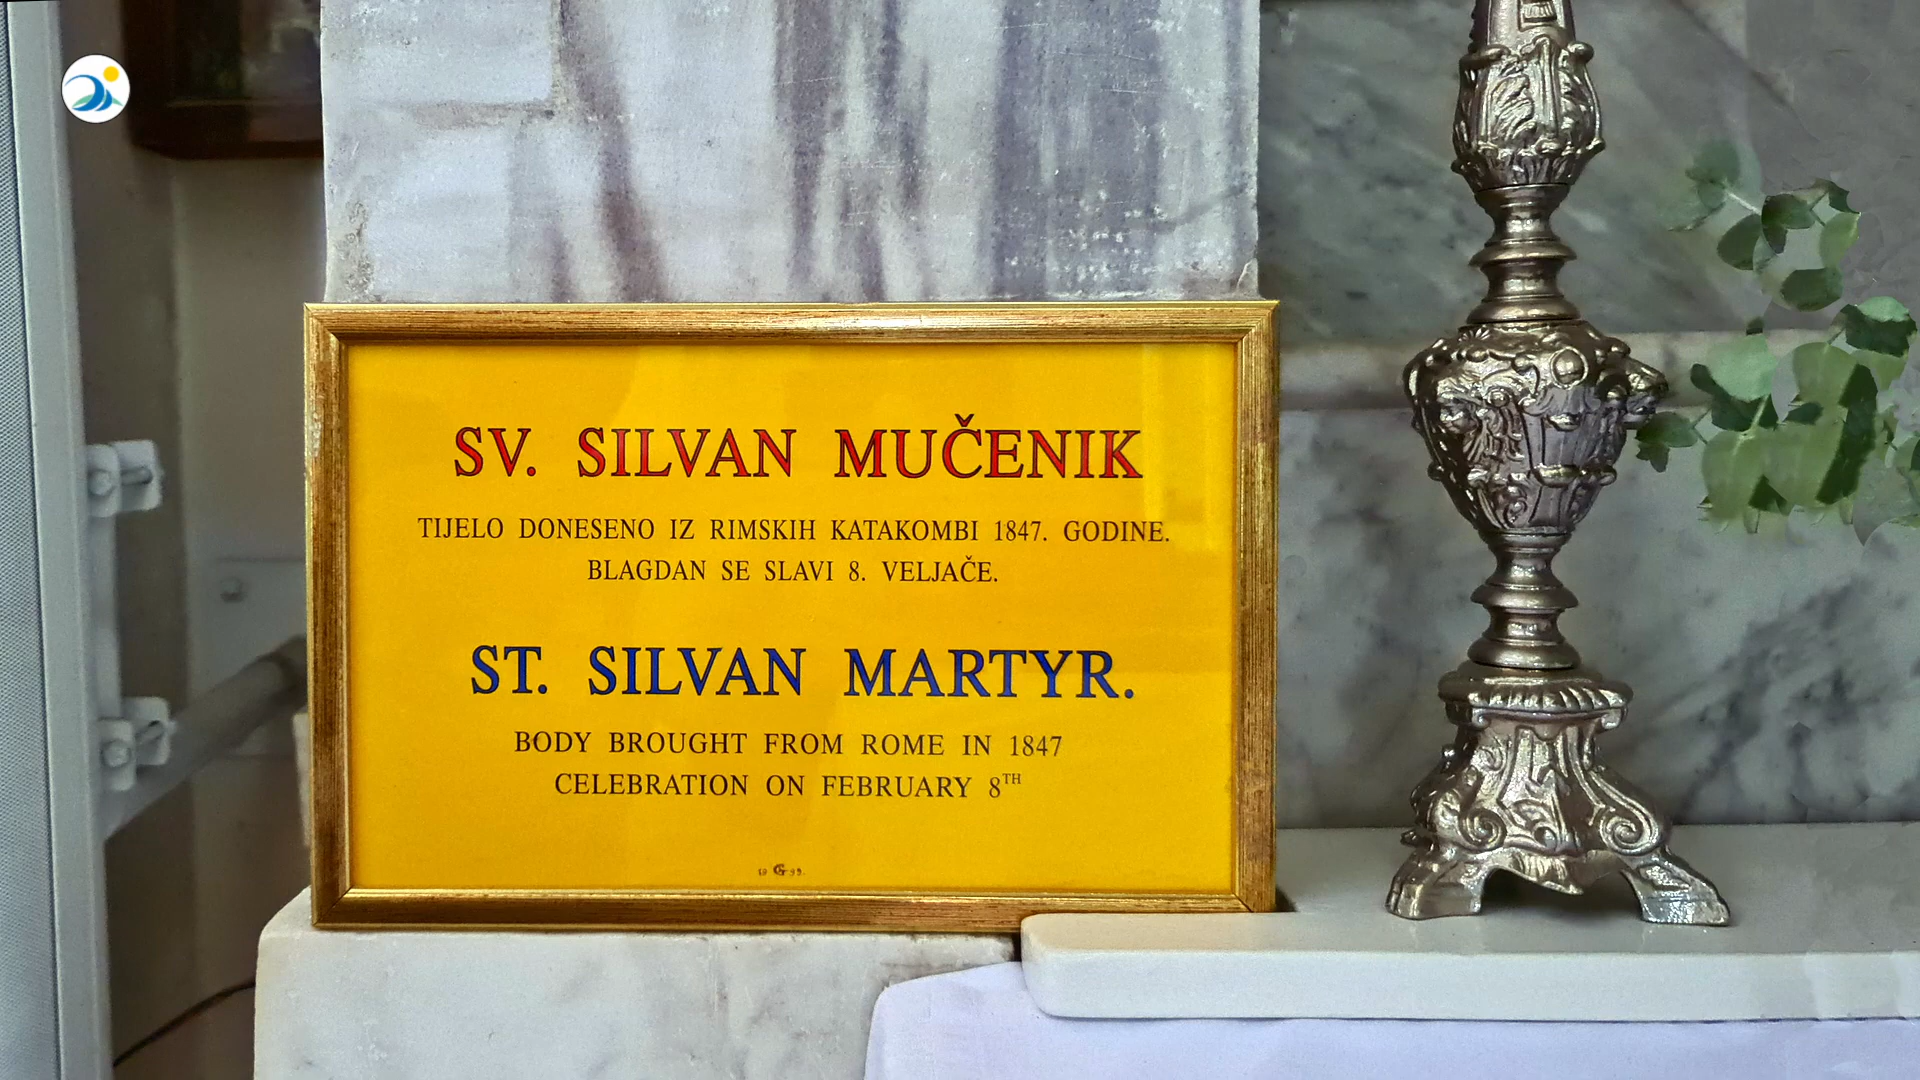 SV. SILVAN MUČENIK
TIJELO DONESENO IZ RIMSKIH KATAKOMBI 1847. GODINE.
BLAGDAN SE SLAVI 8. VELJAČE.
ST. SILVAN MARTYR.
BODY BROUGHT FROM ROME IN 1847
CELEBRATION ON FEBRUARY 8TH